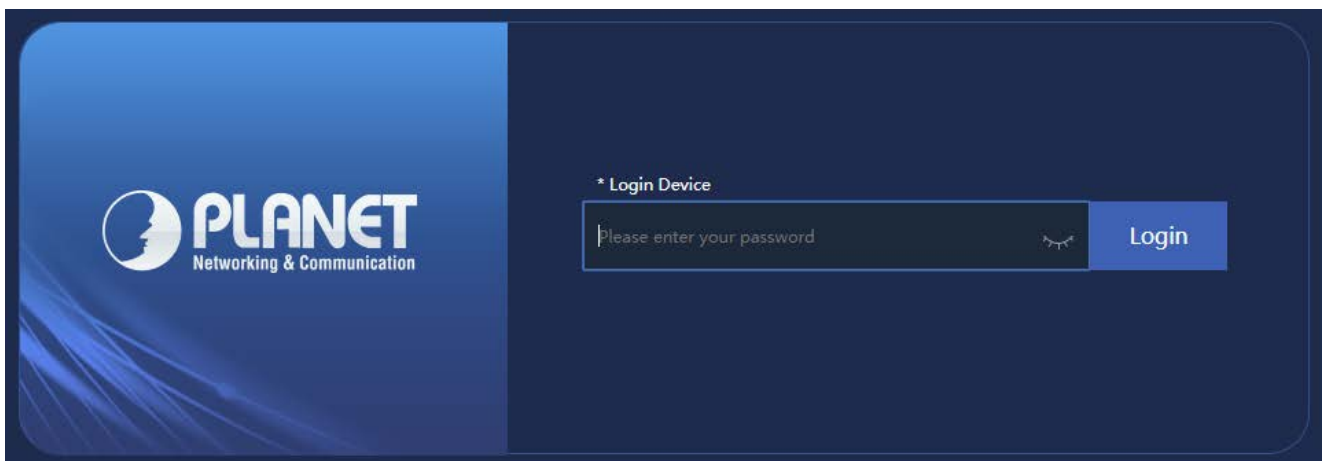 PLANET
Networking & Communication
* Login Device
Please enter your password
Login